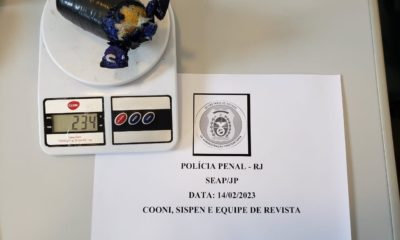 234
POLÍCIA PENAL - RJ
SEAP/JP
DATA: 14/02/2023
COONI, SISPEN E EQUIPE DE REVISTA